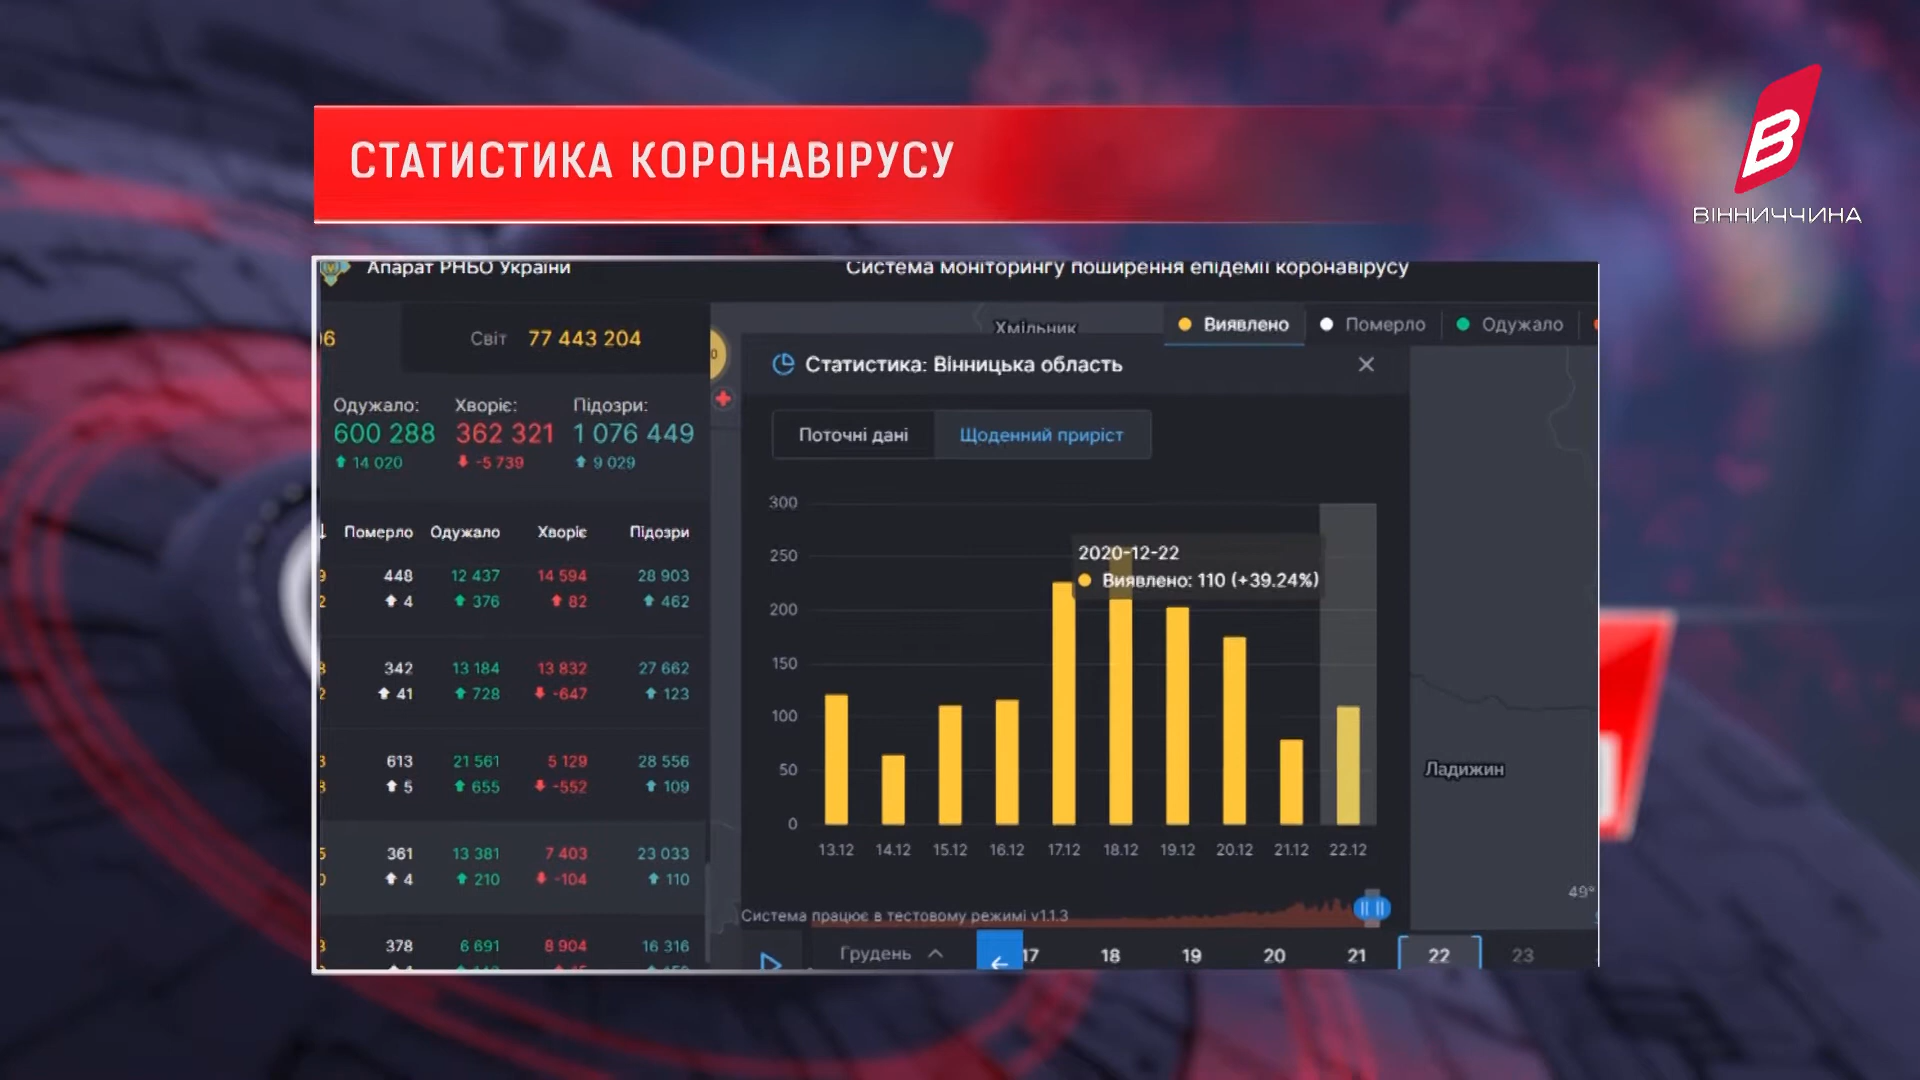 СТАТИСТИКА КОРОНАВІРУСУ
ВІННИЧЧИНА
Апарат РНБО України
Система моніторингу поширення епідемії коронавірусу
Світ 77 443 204
Хмільник
Виявлено Померло Одужало
Статистика: Вінницька область
Одужало: Хворіє: Підозри:
600 288 362 321 1 076 449
14 020 -5 739 9 029
Поточні дані Щоденний приріст
Померло Одужало Хворіє Підозри
448 12 437 14 594 28 903
4 376 82 462
342 13 184 13 832 27 662
41 728 -647 123
613 21 561 5 129 28 556
5 655 -552 109
361 13 381 7 403 23 033
4 210 -104 110
378 6 691 8 904 16 316
300
250
200
150
100
50
0
2020-12-22
Виявлено: 110 (+39.24%)
13.12 14.12 15.12 16.12 17.12 18.12 19.12 20.12 21.12 22.12
Ладижин
49°
Система працює в тестовому режимі v1.1.3
Грудень 17 18 19 20 21 22 23